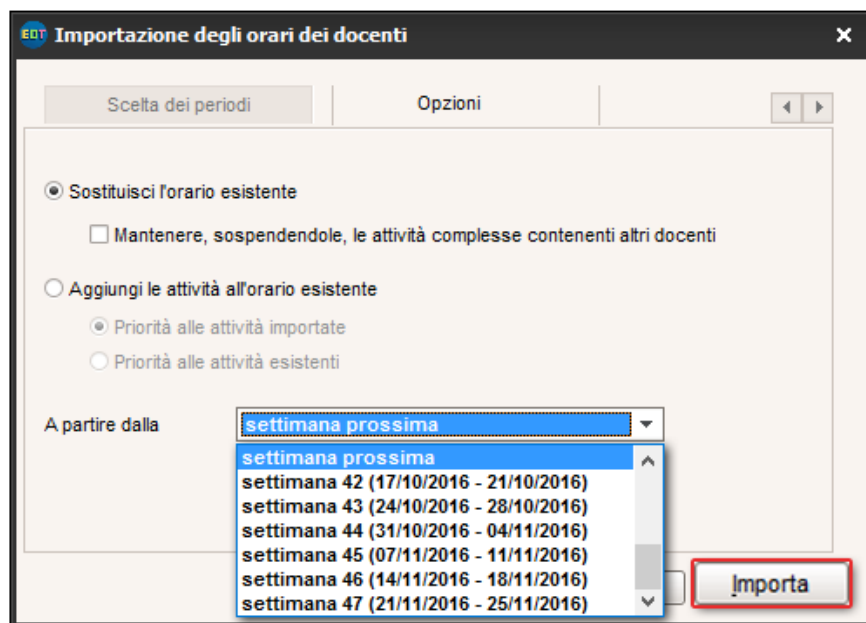 EDT Importazione degli orari dei docenti
Scelta dei periodi Opzioni
Sostituisci l'orario esistente
Mantenere, sospendendole, le attività complesse contenenti altri docenti
Aggiungi le attività all'orario esistente
Priorità alle attività importate
Priorità alle attività esistenti
A partire dalla settimana prossima
settimana prossima
settimana 42 (17/10/2016 - 21/10/2016)
settimana 43 (24/10/2016 - 28/10/2016)
settimana 44 (31/10/2016 - 04/11/2016)
settimana 45 (07/11/2016 - 11/11/2016)
settimana 46 (14/11/2016 - 18/11/2016)
settimana 47 (21/11/2016 - 25/11/2016)
Importa